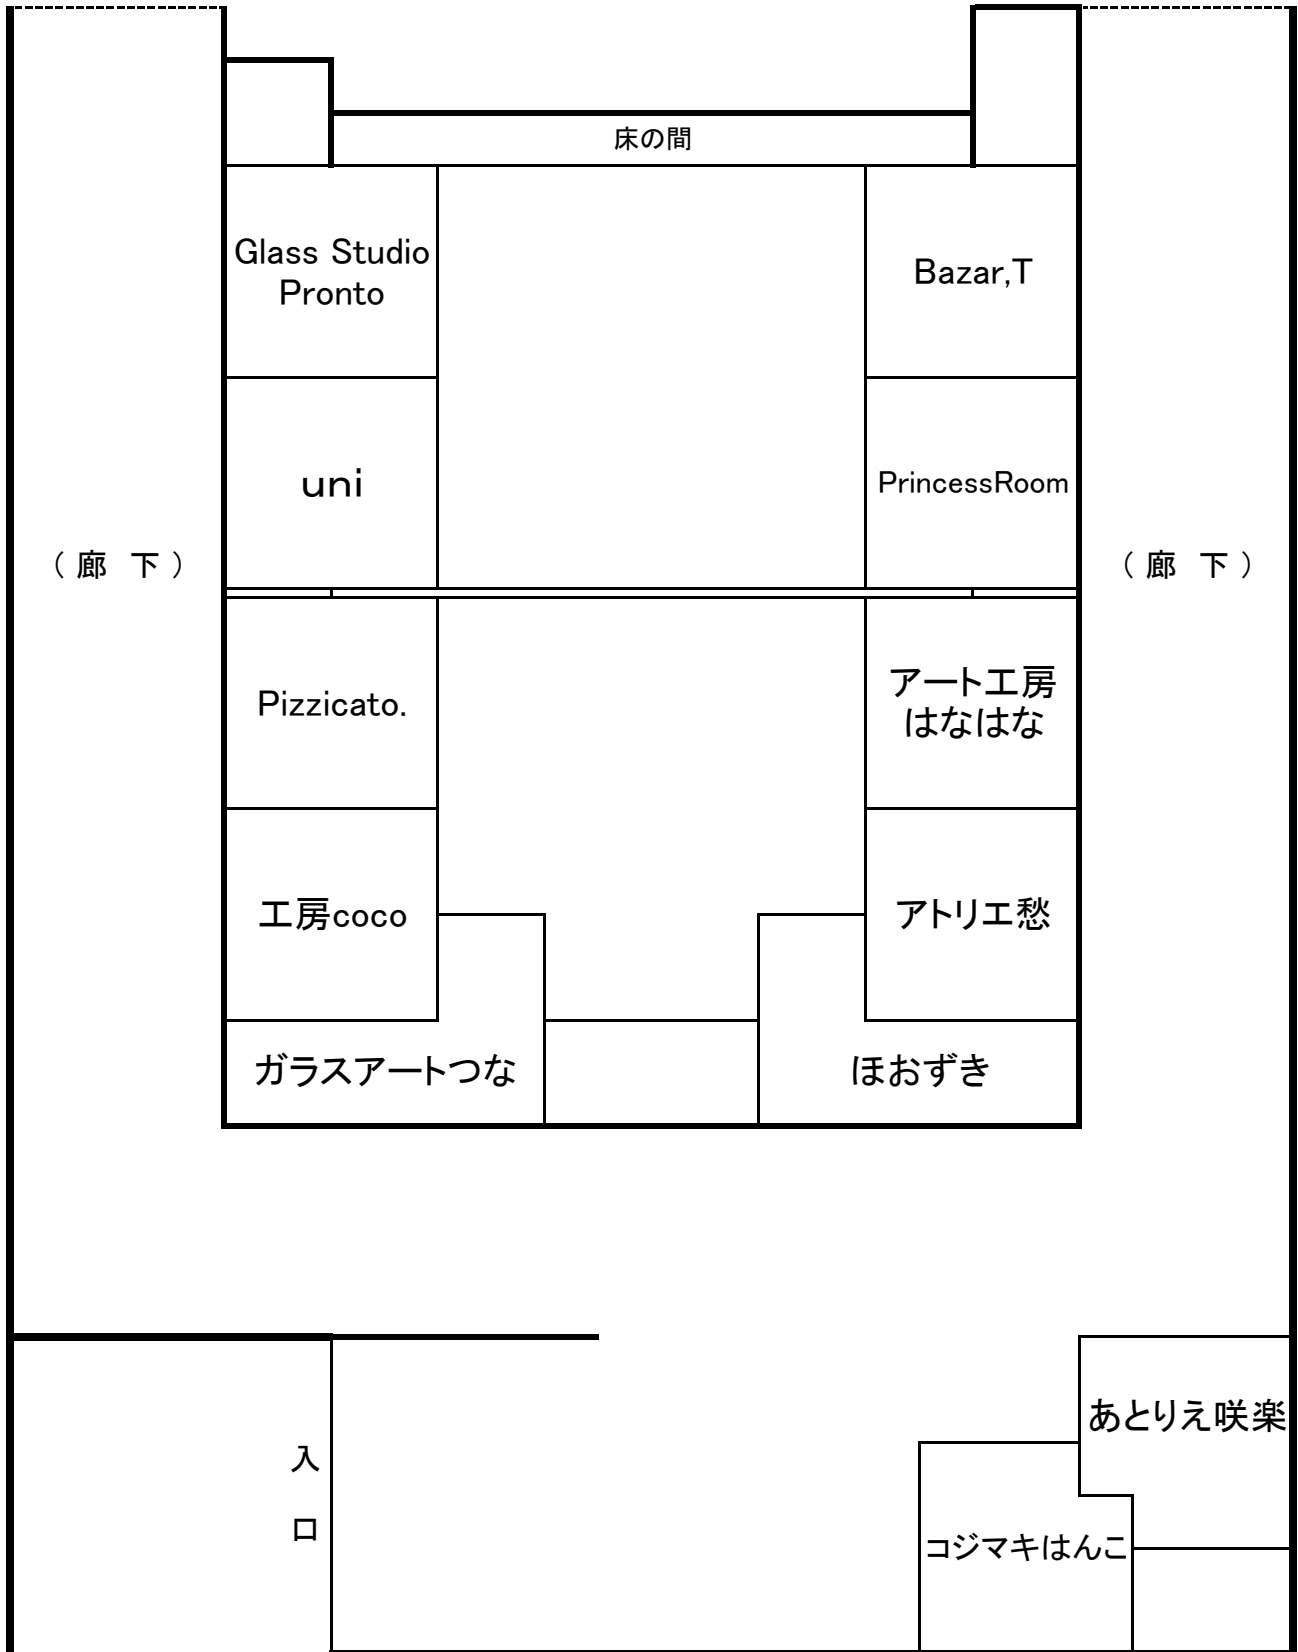 床の間
Glass Studio
Pronto
Bazar,T
uni
PrincessRoom
（ 廊 下 ）
（ 廊 下 ）
Pizzicato.
アート工房
はなはな
工房coco
アトリエ愁
ガラスアートつな
ほおずき
あとりえ咲楽
入
口
コジマキはんこ